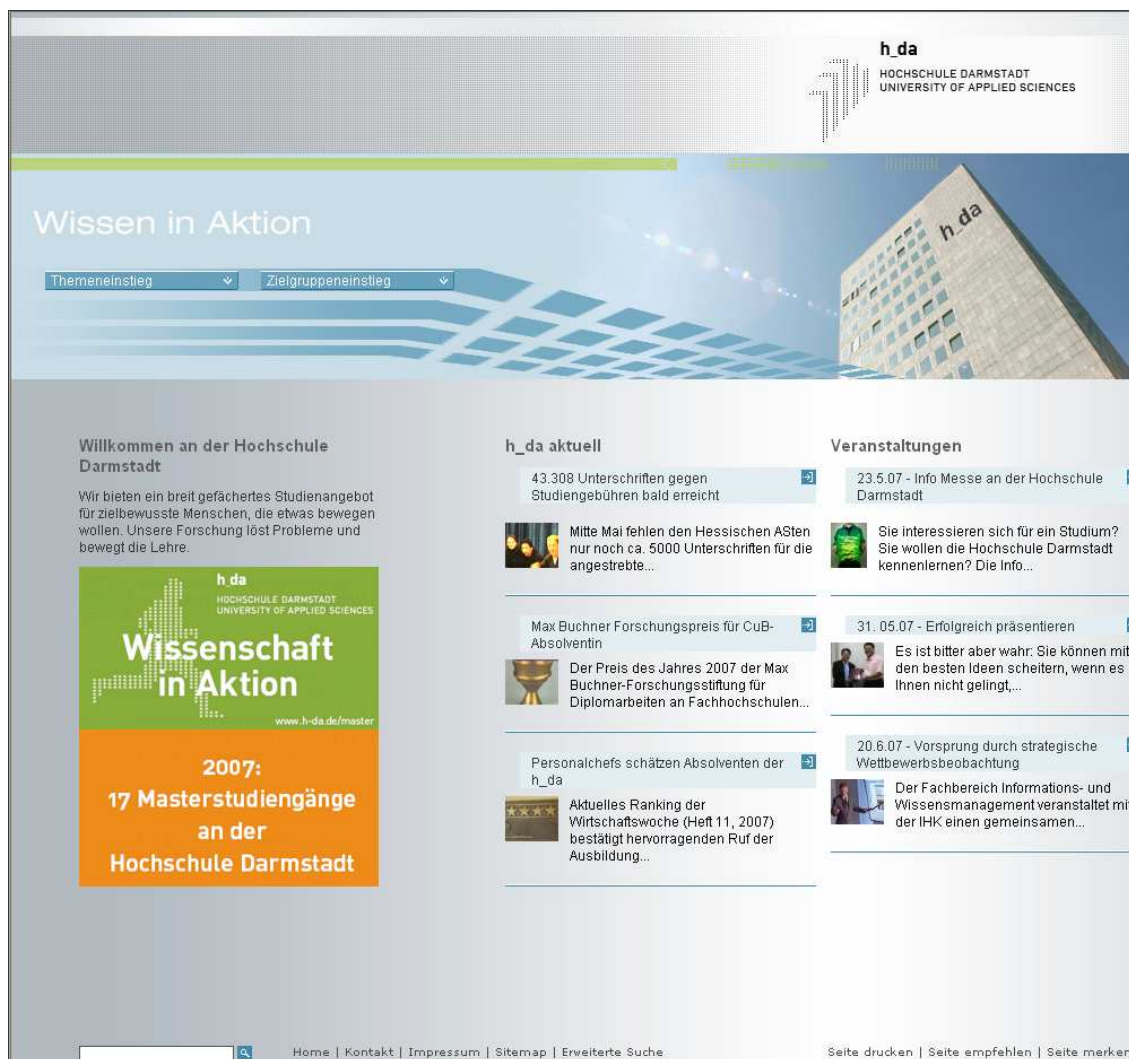 h_da
HOCHSCHULE DARMSTADT
UNIVERSITY OF APPLIED SCIENCES
Wissen in Aktion
h_da
Themeneinstieg
Zielgruppeneinstieg
Willkommen an der Hochschule
Darmstadt
Wir bieten ein breit gefächertes Studienangebot
für zielbewusste Menschen, die etwas bewegen
wollen. Unsere Forschung löst Probleme und
bewegt die Lehre.
h_da
HOCHSCHULE DARMSTADT
UNIVERSITY OF APPLIED SCIENCES
Wissenschaft
in Aktion
www.h-da.de/master
2007:
17 Masterstudiengänge
an der
Hochschule Darmstadt
h_da aktuell
43.308 Unterschriften gegen
Studiengebühren bald erreicht
Mitte Mai fehlen den Hessischen ASten
nur noch ca. 5000 Unterschriften für die
angestrebte...
Max Buchner Forschungspreis für CuB-
Absolventin
Der Preis des Jahres 2007 der Max
Buchner-Forschungsstiftung für
Diplomarbeiten an Fachhochschulen...
Personalchefs schätzen Absolventen der
h_da
Aktuelles Ranking der
Wirtschaftswoche (Heft 11, 2007)
bestätigt hervorragenden Ruf der
Ausbildung...
Veranstaltungen
23.5.07 - Info Messe an der Hochschule
Darmstadt
Sie interessieren sich für ein Studium?
Sie wollen die Hochschule Darmstadt
kennenlernen? Die Info...
31. 05.07 - Erfolgreich präsentieren
Es ist bitter aber wahr: Sie können mit
den besten Ideen scheitern, wenn es
Ihnen nicht gelingt,...
20.6.07 - Vorsprung durch strategische
Wettbewerbsbeobachtung
Der Fachbereich Informations- und
Wissensmanagement veranstaltet mit
der IHK einen gemeinsamen...
Home | Kontakt | Impressum | Sitemap | Erweiterte Suche
Seite drucken | Seite empfehlen | Seite merken